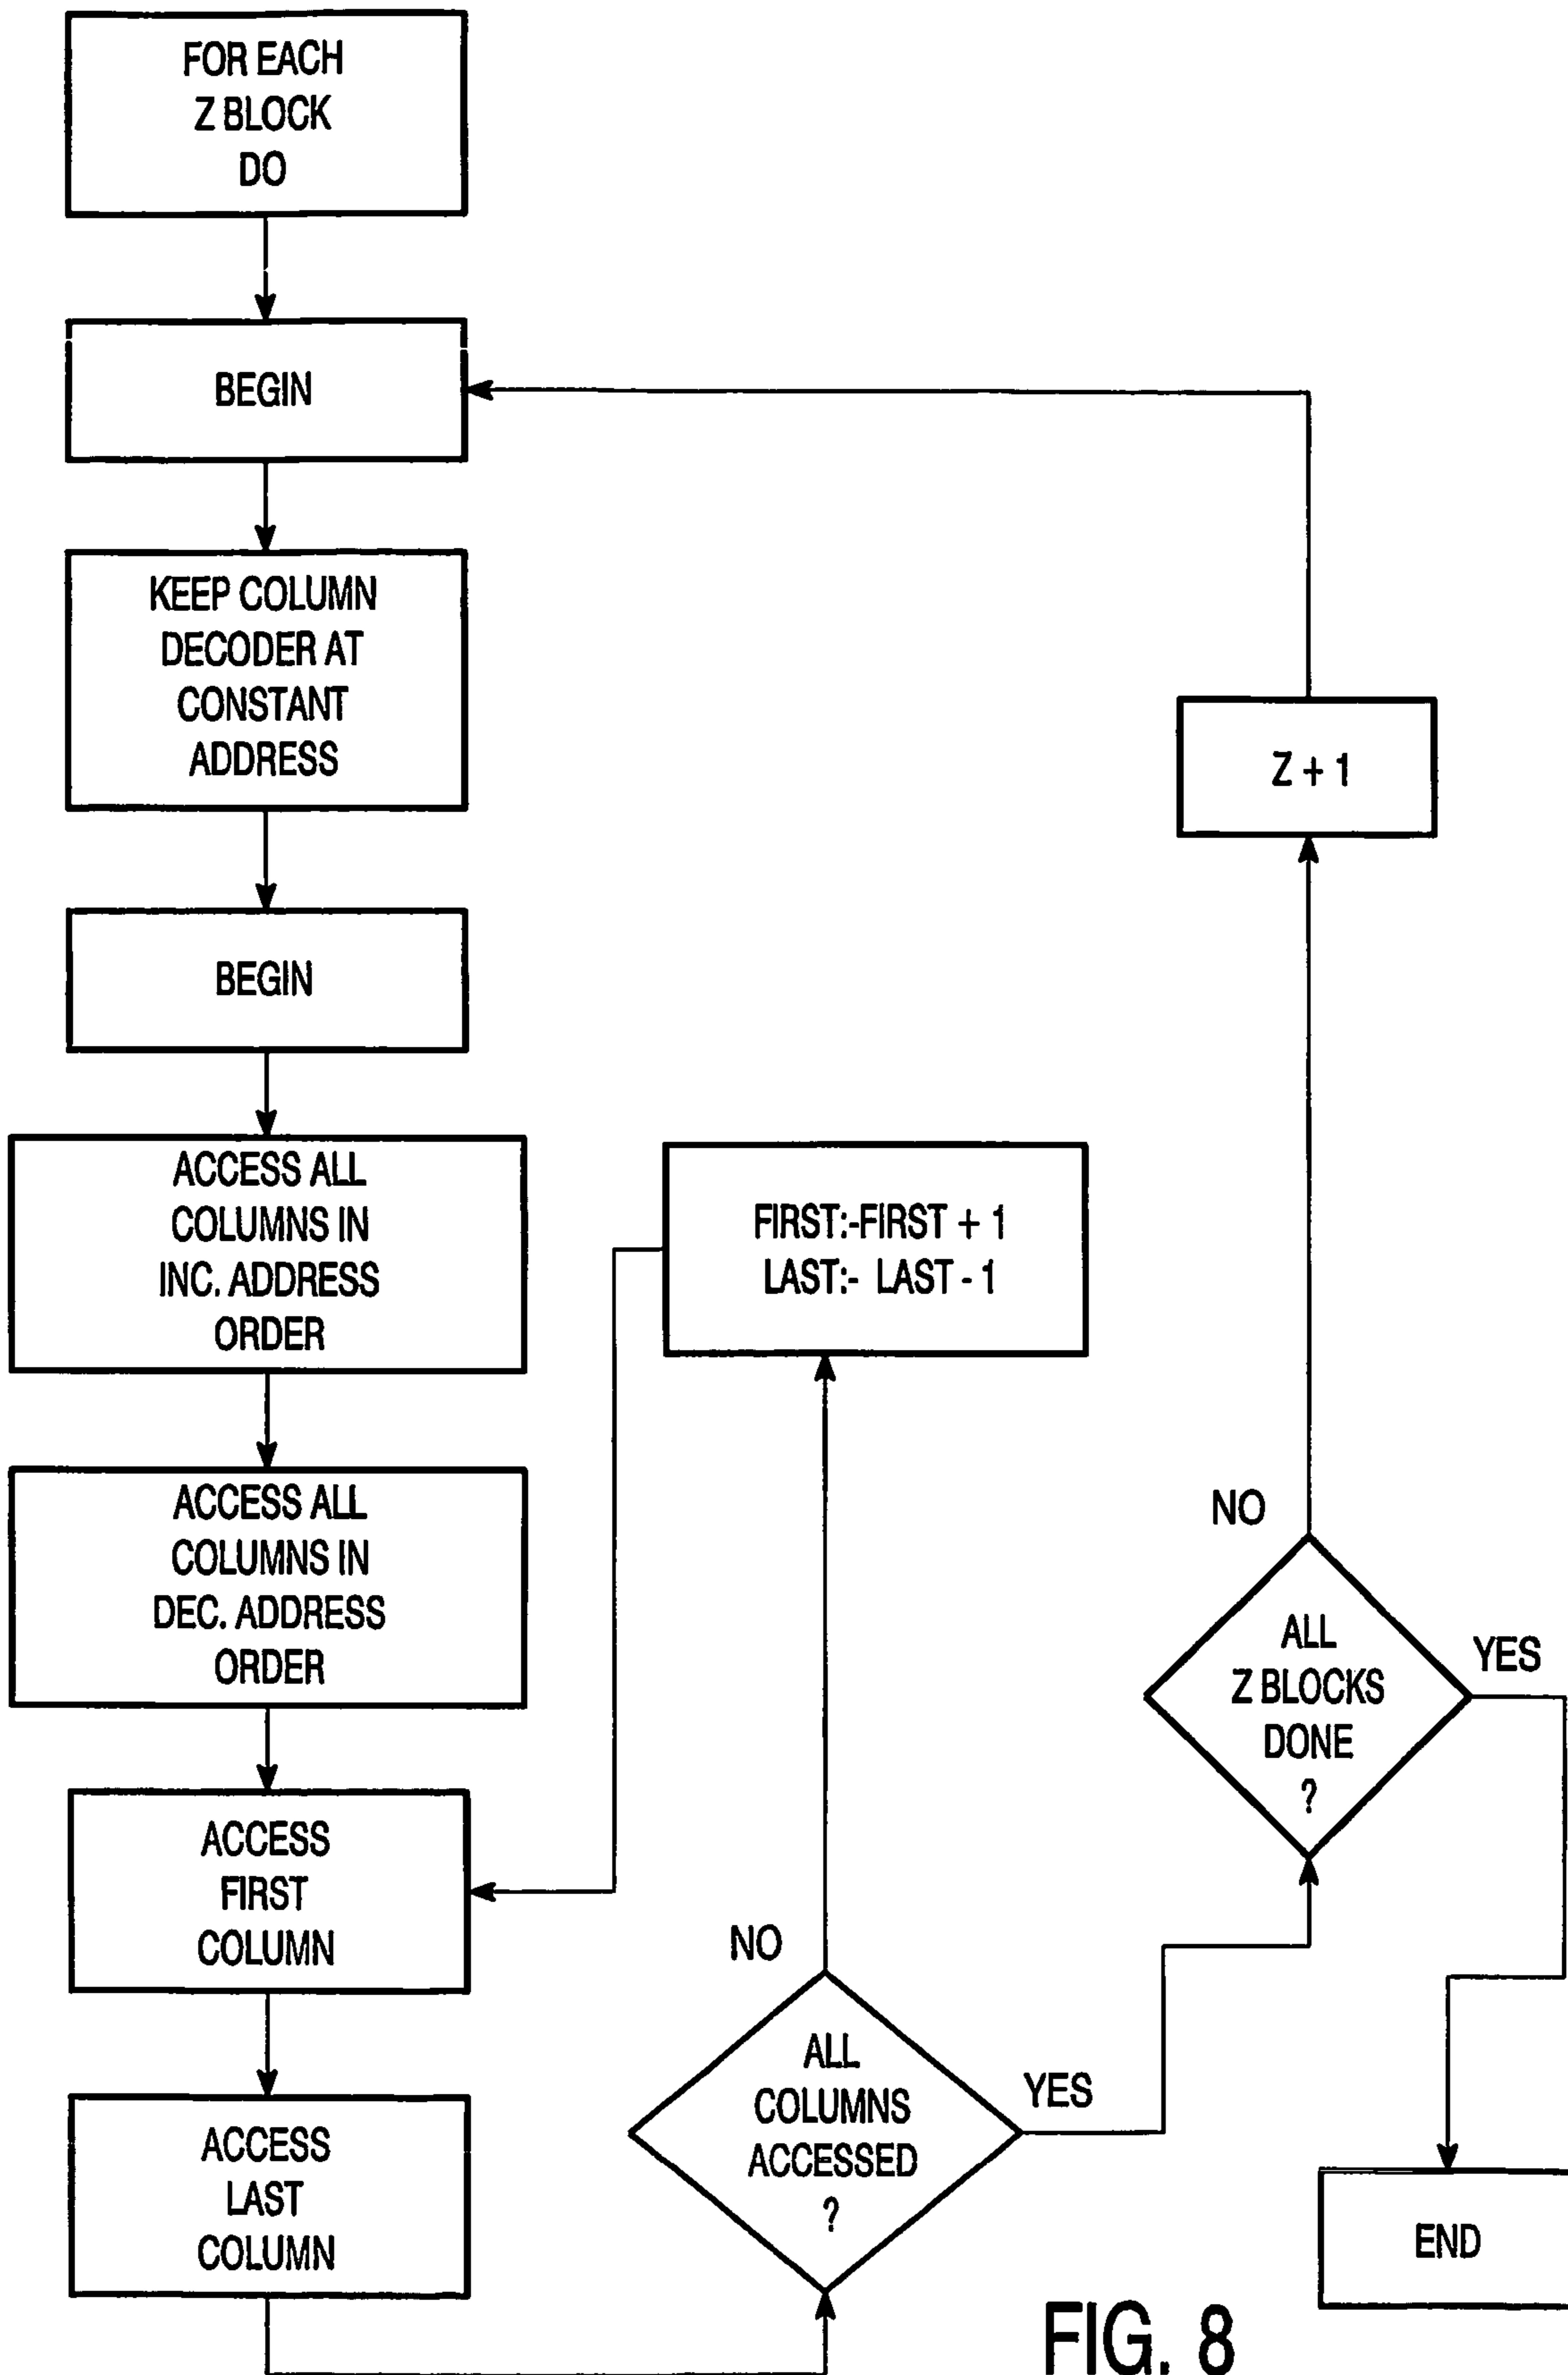 FOR EACH
Z BLOCK
DO
BEGIN
KEEP COLUMN
DECODER AT
CONSTANT
ADDRESS
Z + 1
BEGIN
ACCESS ALL
COLUMNS IN
INC. ADDRESS
ORDER
FIRST:-FIRST + 1
LAST:- LAST - 1
ACCESS ALL
COLUMNS IN
DEC. ADDRESS
ORDER
NO
ALL
Z BLOCKS
DONE
?
YES
ACCESS
FIRST
COLUMN
NO
ALL
COLUMNS
ACCESSED
?
YES
ACCESS
LAST
COLUMN
END
FIG. 8